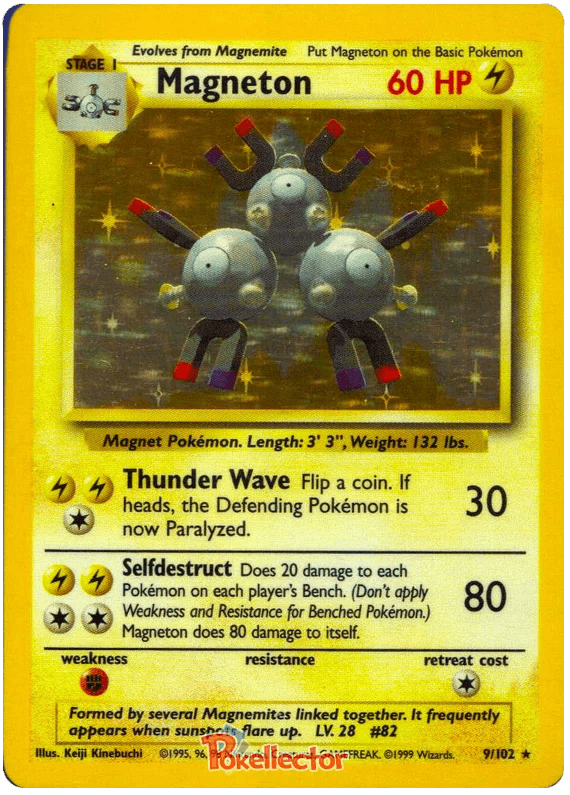 Evolves from Magnemite Put Magneton on the Basic Pokémon
STAGE 1
Magneton 60 HP
Magnet Pokémon. Length: 3' 3", Weight: 132 lbs.
Thunder Wave Flip a coin. If
heads, the Defending Pokémon is
now Paralyzed.
30
Selfdestruct Does 20 damage to each
Pokémon on each player's Bench. (Don't apply
Weakness and Resistance for Benched Pokémon.)
Magneton does 80 damage to itself.
80
weakness resistance retreat cost
Formed by several Magnemites linked together. It frequently
appears when sunspots flare up. LV. 28 #82
Illus. Keiji Kinebuchi ©1995, 96, GAMEFREAK. ©1999 Wizards. 9/102 ★
Pokellector